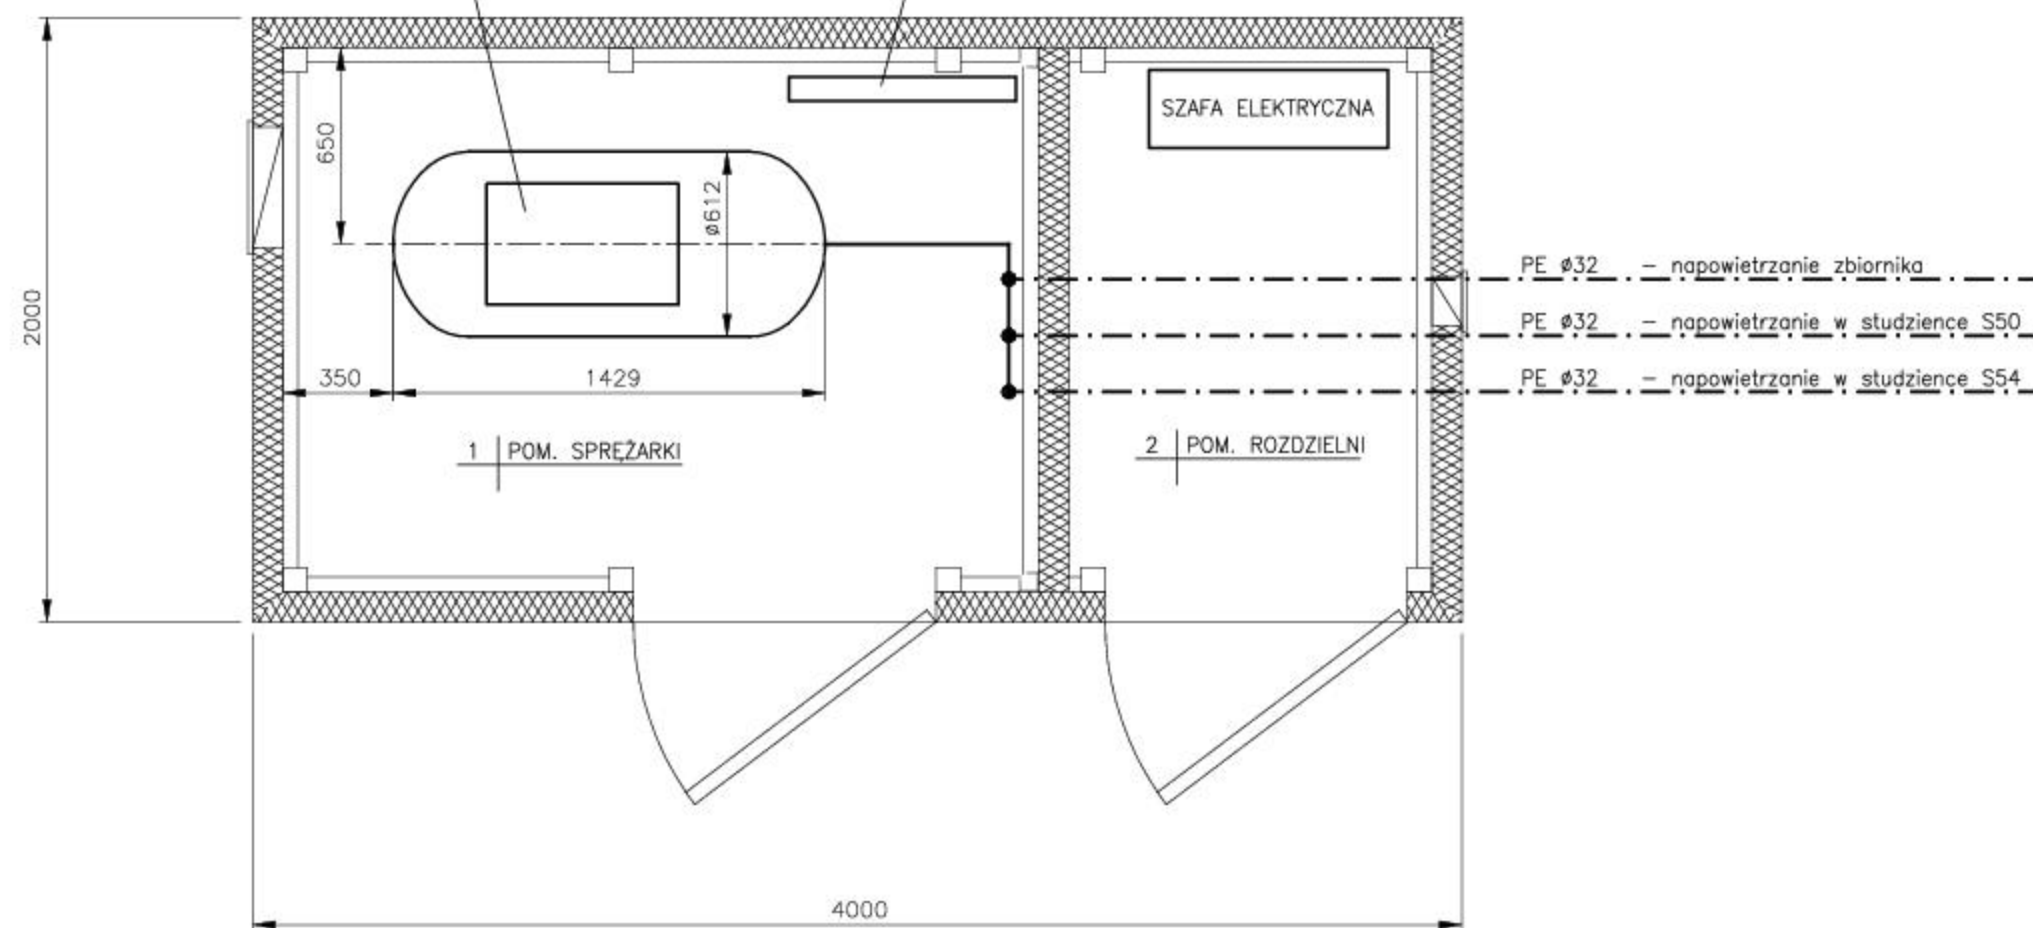 SZAFA ELEKTRYCZNA
650
ø612
PE ø32 – napowietrzanie zbiornika
2000
PE ø32 – napowietrzanie w studzience S50
350
1429
PE ø32 – napowietrzanie w studzience S54
1 POM. SPRĘŻARKI
2 POM. ROZDZIELNI
4000